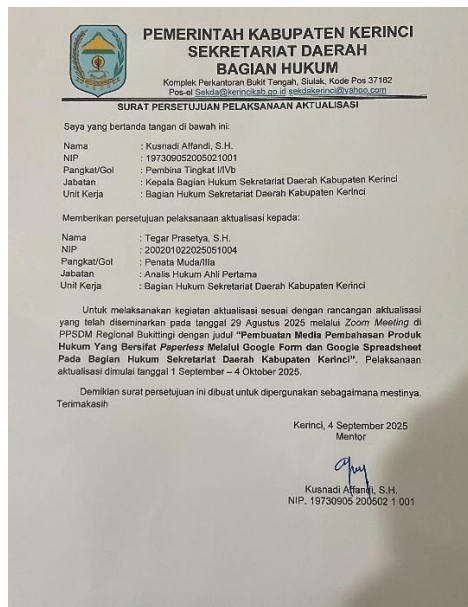 PEMERINTAH KABUPATEN KERINCI
SEKRETARIAT DAERAH
BAGIAN HUKUM
Komplek Perkantoran Bukit Tengah, Siulak, Kode Pos 37162
Pos-el Sekda@kerincikab.go.id sekdakerinci@yahoo.com
SURAT PERSETUJUAN PELAKSANAAN AKTUALISASI
Saya yang bertanda tangan di bawah ini:
Nama : Kusnadi Affandi, S.H.
NIP : 197309052005021001
Pangkat/Gol : Pembina Tingkat I/IVb
Jabatan : Kepala Bagian Hukum Sekretariat Daerah Kabupaten Kerinci
Unit Kerja : Bagian Hukum Sekretariat Daerah Kabupaten Kerinci
Memberikan persetujuan pelaksanaan aktualisasi kepada:
Nama : Tegar Prasetya, S.H.
NIP : 200201022025051004
Pangkat/Gol : Penata Muda/IIIa
Jabatan : Analis Hukum Ahli Pertama
Unit Kerja : Bagian Hukum Sekretariat Daerah Kabupaten Kerinci
Untuk melaksanakan kegiatan aktualisasi sesuai dengan rancangan aktualisasi
yang telah diseminarkan pada tanggal 29 Agustus 2025 melalui Zoom Meeting di
PPSDM Regional Bukittingi dengan judul “Pembuatan Media Pembahasan Produk
Hukum Yang Bersifat Paperless Melalui Google Form dan Google Spreadsheet
Pada Bagian Hukum Sekretariat Daerah Kabupaten Kerinci”. Pelaksanaan
aktualisasi dimulai tanggal 1 September – 4 Oktober 2025.
Demikian surat persetujuan ini dibuat untuk dipergunakan sebagaimana mestinya.
Terimakasih
Kerinci, 4 September 2025
Mentor
Kusnadi Affandi, S.H.
NIP. 19730905 200502 1 001